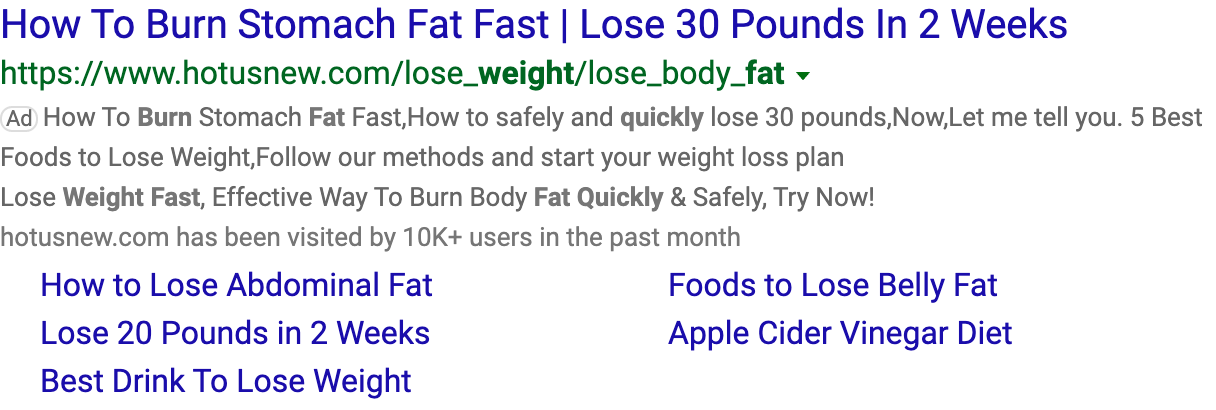 How To Burn Stomach Fat Fast | Lose 30 Pounds In 2 Weeks
https://www.hotusnew.com/lose_weight/lose_body_fat
Ad How To Burn Stomach Fat Fast,How to safely and quickly lose 30 pounds,Now,Let me tell you. 5 Best
Foods to Lose Weight,Follow our methods and start your weight loss plan
Lose Weight Fast, Effective Way To Burn Body Fat Quickly & Safely, Try Now!
hotusnew.com has been visited by 10K+ users in the past month
How to Lose Abdominal Fat
Foods to Lose Belly Fat
Lose 20 Pounds in 2 Weeks
Apple Cider Vinegar Diet
Best Drink To Lose Weight